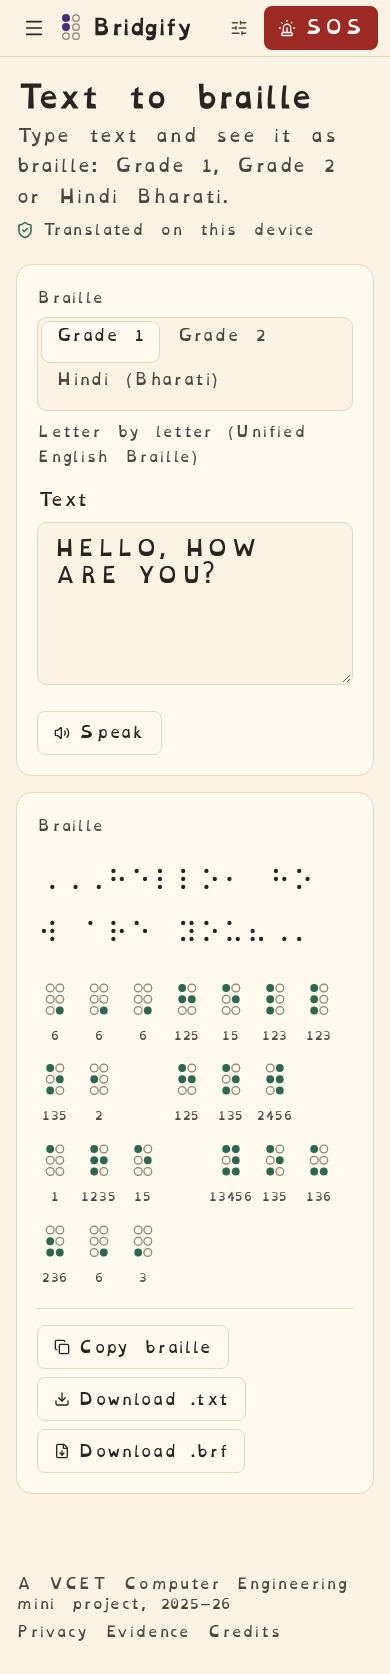 Bridgify
SOS
Text to braille
Type text and see it as
braille: Grade 1, Grade 2
or Hindi Bharati.
Translated on this device
Braille
Grade 1
Grade 2
Hindi (Bharati)
Letter by letter (Unified
English Braille)
Text
HELLO, HOW
ARE YOU?
Speak
Braille
⠠⠠⠠⠓⠑⠇⠇⠕⠂ ⠓⠕
⠺ ⠁⠗⠑ ⠽⠕⠥⠦⠠⠄
6 6 6 125 15 123 123
135 2 125 135 2456
1 1235 15 13456 135 136
236 6 3
Copy braille
Download .txt
Download .brf
A VCET Computer Engineering
mini project, 2025–26
Privacy Evidence Credits